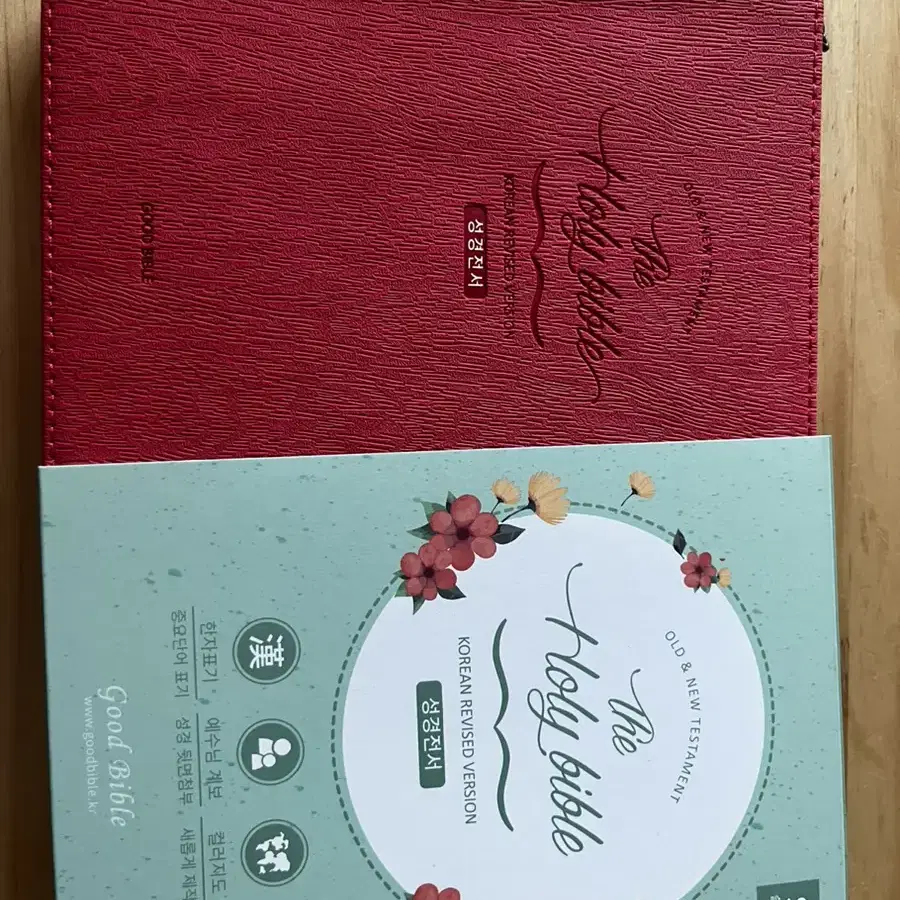 OLD & NEW TESTAMENT
The
Holy bible
KOREAN REVISED VERSION
성경전서
GOOD BIBLE
OLD & NEW TESTAMENT
The
Holy bible
KOREAN REVISED VERSION
성경전서
漢
한자표기
중요단어 표기
예수님 계보
성경 뒷면첨부
컬러지도
새롭게 제작
Good Bible
www.goodbible.kr